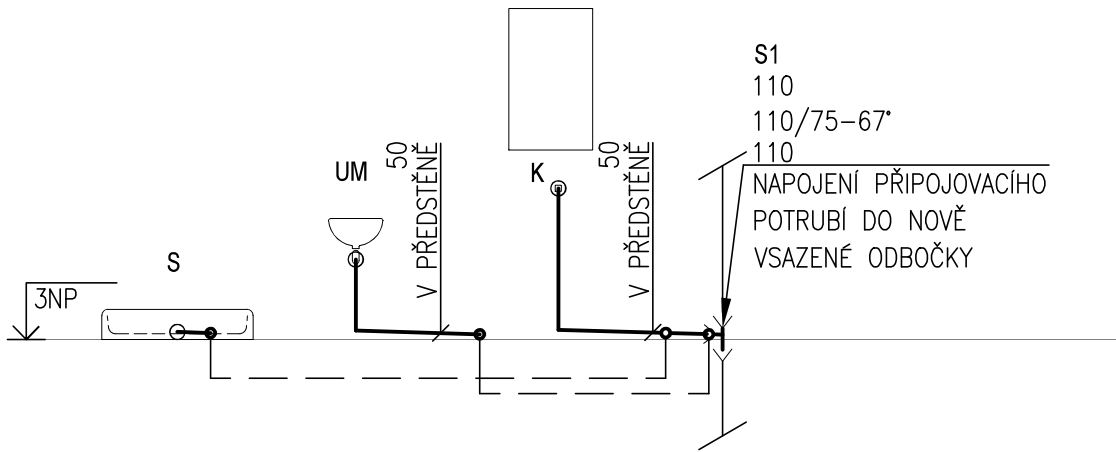 S1
110
110/75–67°
110
NAPOJENÍ PŘIPOJOVACÍHO
POTRUBÍ DO NOVĚ
VSAZENÉ ODBOČKY
K
50
V PŘEDSTĚNĚ
UM
50
V PŘEDSTĚNĚ
S
3NP